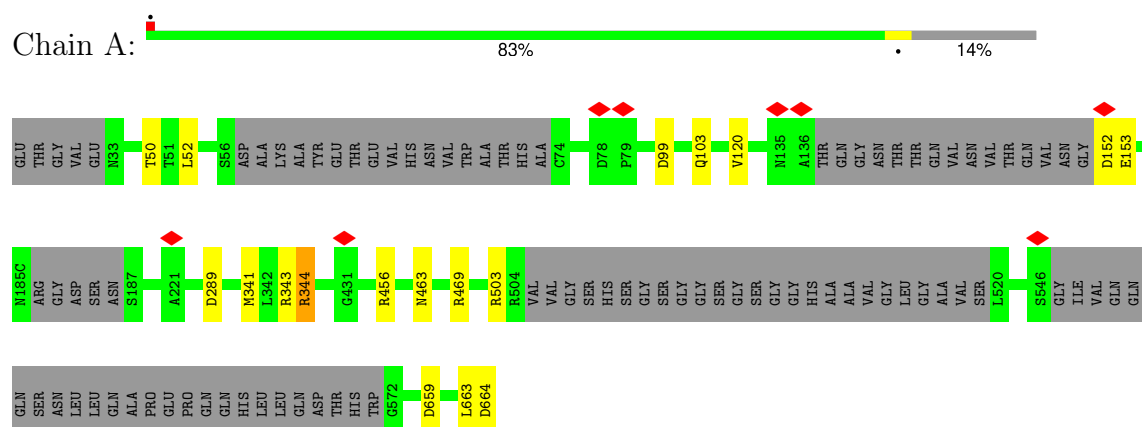 Chain A:
83%
14%
GLU THR GLY VAL GLU N33 T50 T51 L52 S56 ASP ALA LYS ALA TYR GLU THR GLU VAL HIS ASN VAL TRP ALA THR HIS ALA C74 D78 P79 D99 Q103 V120 N135 A136 THR GLN GLY ASN THR THR GLN VAL ASN VAL THR GLN VAL ASN GLY D152 E153
N185C ARG GLY ASP SER ASN S187 A221 D289 M341 L342 R343 R344 G431 R456 N463 R469 R503 R504 VAL VAL GLY SER HIS SER GLY SER GLY GLY SER GLY SER GLY GLY HIS ALA ALA VAL GLY LEU GLY ALA VAL SER L520 S546 GLY ILE VAL GLN GLN
GLN SER ASN LEU LEU GLN ALA PRO GLU PRO GLN GLN HIS LEU LEU GLN ASP THR HIS TRP G572 D659 L663 D664